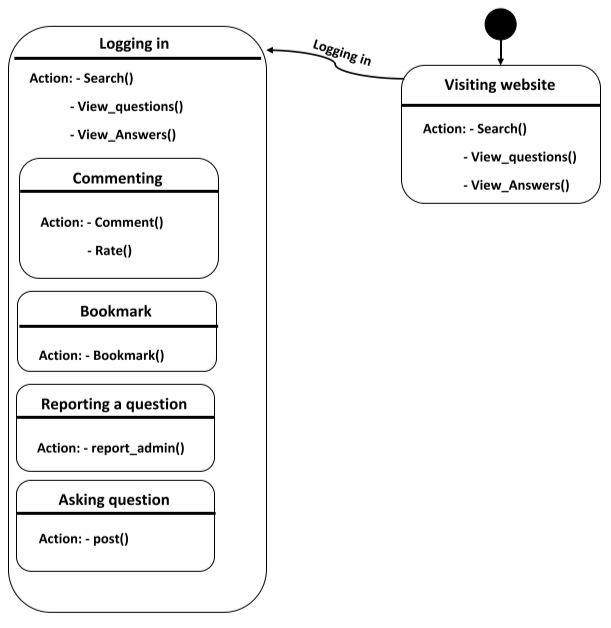 Logging in
Action: - Search()
- View_questions()
- View_Answers()
Commenting
Action: - Comment()
- Rate()
Bookmark
Action: - Bookmark()
Reporting a question
Action: - report_admin()
Asking question
Action: - post()
Logging in
Visiting website
Action: - Search()
- View_questions()
- View_Answers()